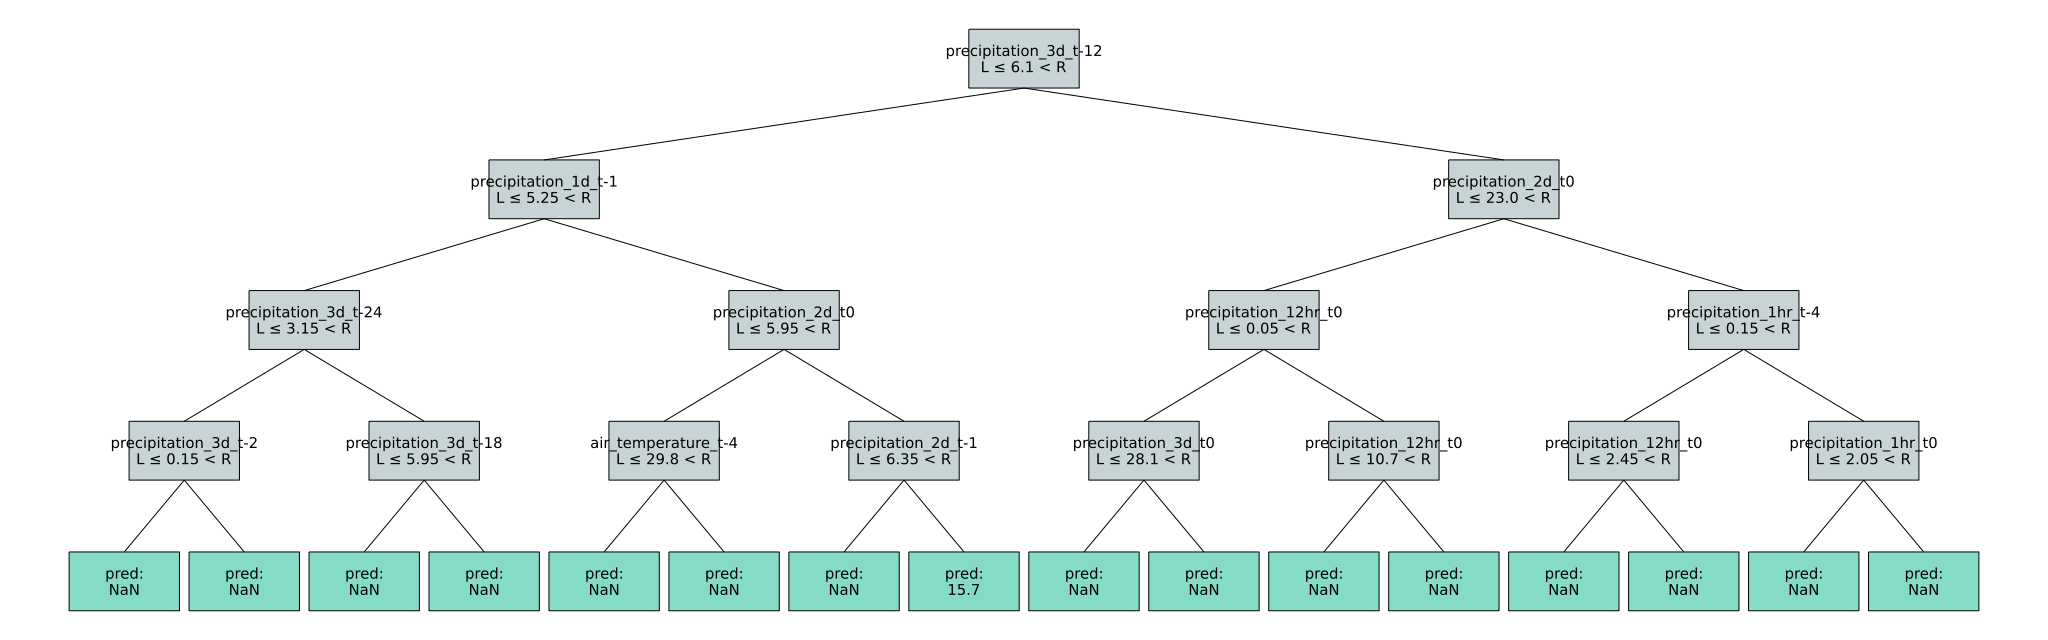 precipitation_3d_t-12
L ≤ 6.1 < R
precipitation_1d_t-1
L ≤ 5.25 < R
precipitation_2d_t0
L ≤ 23.0 < R
precipitation_3d_t-24
L ≤ 3.15 < R
precipitation_2d_t0
L ≤ 5.95 < R
precipitation_12hr_t0
L ≤ 0.05 < R
precipitation_1hr_t-4
L ≤ 0.15 < R
precipitation_3d_t-2
L ≤ 0.15 < R
precipitation_3d_t-18
L ≤ 5.95 < R
air_temperature_t-4
L ≤ 29.8 < R
precipitation_2d_t-1
L ≤ 6.35 < R
precipitation_3d_t0
L ≤ 28.1 < R
precipitation_12hr_t0
L ≤ 10.7 < R
precipitation_12hr_t0
L ≤ 2.45 < R
precipitation_1hr_t0
L ≤ 2.05 < R
pred:
NaN
pred:
NaN
pred:
NaN
pred:
NaN
pred:
NaN
pred:
NaN
pred:
NaN
pred:
15.7
pred:
NaN
pred:
NaN
pred:
NaN
pred:
NaN
pred:
NaN
pred:
NaN
pred:
NaN
pred:
NaN